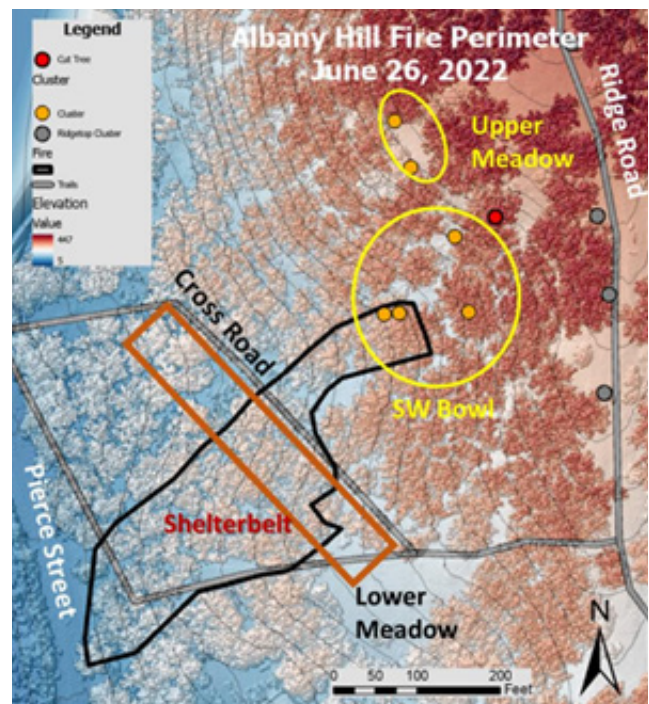 Legend
Cut Tree
Cluster
Cluster
Ridgetop Cluster
Fire
Trails
Elevation
Value
447
5
Albany Hill Fire Perimeter
June 26, 2022
Ridge Road
Upper
Meadow
Cross Road
SW Bowl
Pierce Street
Shelterbelt
Lower
Meadow
N
0 50 100 200
Feet